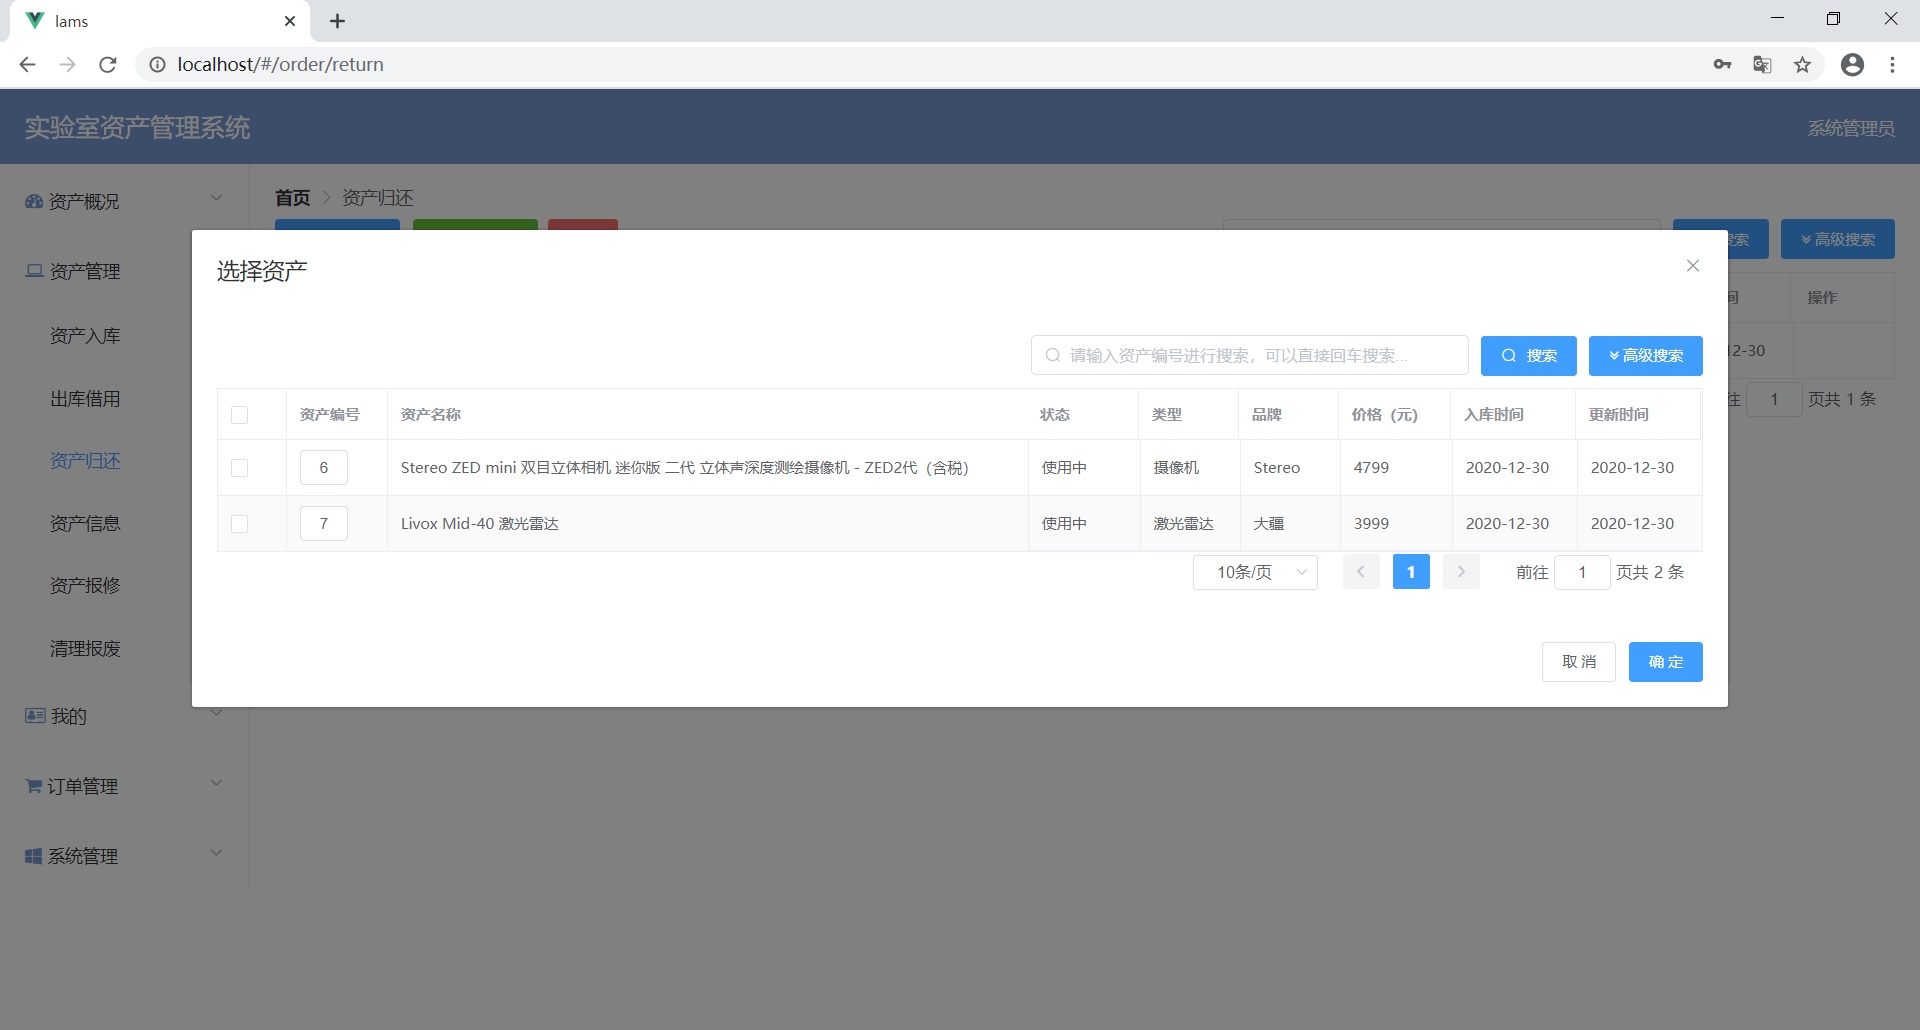 lams
localhost/#/order/return
实验室资产管理系统
系统管理员
资产概况
首页 资产归还
搜索
高级搜索
资产管理
资产入库
出库借用
资产归还
资产信息
资产报修
清理报废
我的
订单管理
系统管理
间 操作
12-30
往 1 页共 1 条
选择资产
请输入资产编号进行搜索，可以直接回车搜索...
搜索
高级搜索
资产编号 资产名称 状态 类型 品牌 价格（元） 入库时间 更新时间
6 Stereo ZED mini 双目立体相机 迷你版 二代 立体声深度测绘摄像机 - ZED2代（含税） 使用中 摄像机 Stereo 4799 2020-12-30 2020-12-30
7 Livox Mid-40 激光雷达 使用中 激光雷达 大疆 3999 2020-12-30 2020-12-30
10条/页 1 前往 1 页共 2 条
取 消
确 定